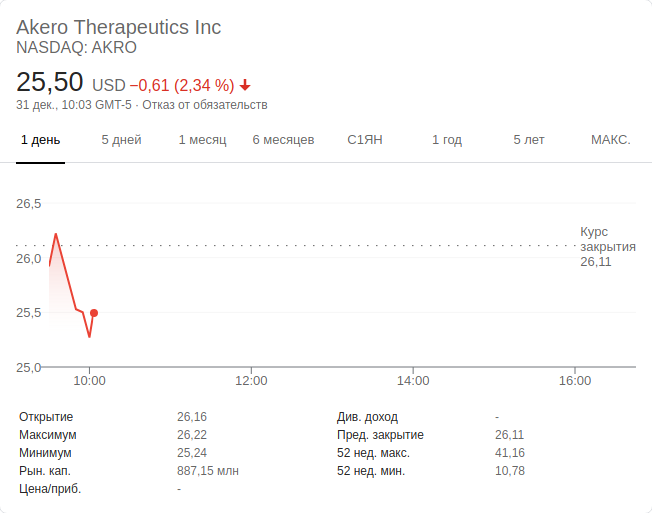 Akero Therapeutics Inc
NASDAQ: AKRO
25,50 USD −0,61 (2,34 %)
31 дек., 10:03 GMT-5 · Отказ от обязательств
1 день 5 дней 1 месяц 6 месяцев С1ЯН 1 год 5 лет МАКС.
26,5
Курс
закрытия
26,11
26,0
25,5
25,0
10:00 12:00 14:00 16:00
Открытие 26,16 Див. доход -
Максимум 26,22 Пред. закрытие 26,11
Минимум 25,24 52 нед. макс. 41,16
Рын. кап. 887,15 млн 52 нед. мин. 10,78
Цена/приб. -